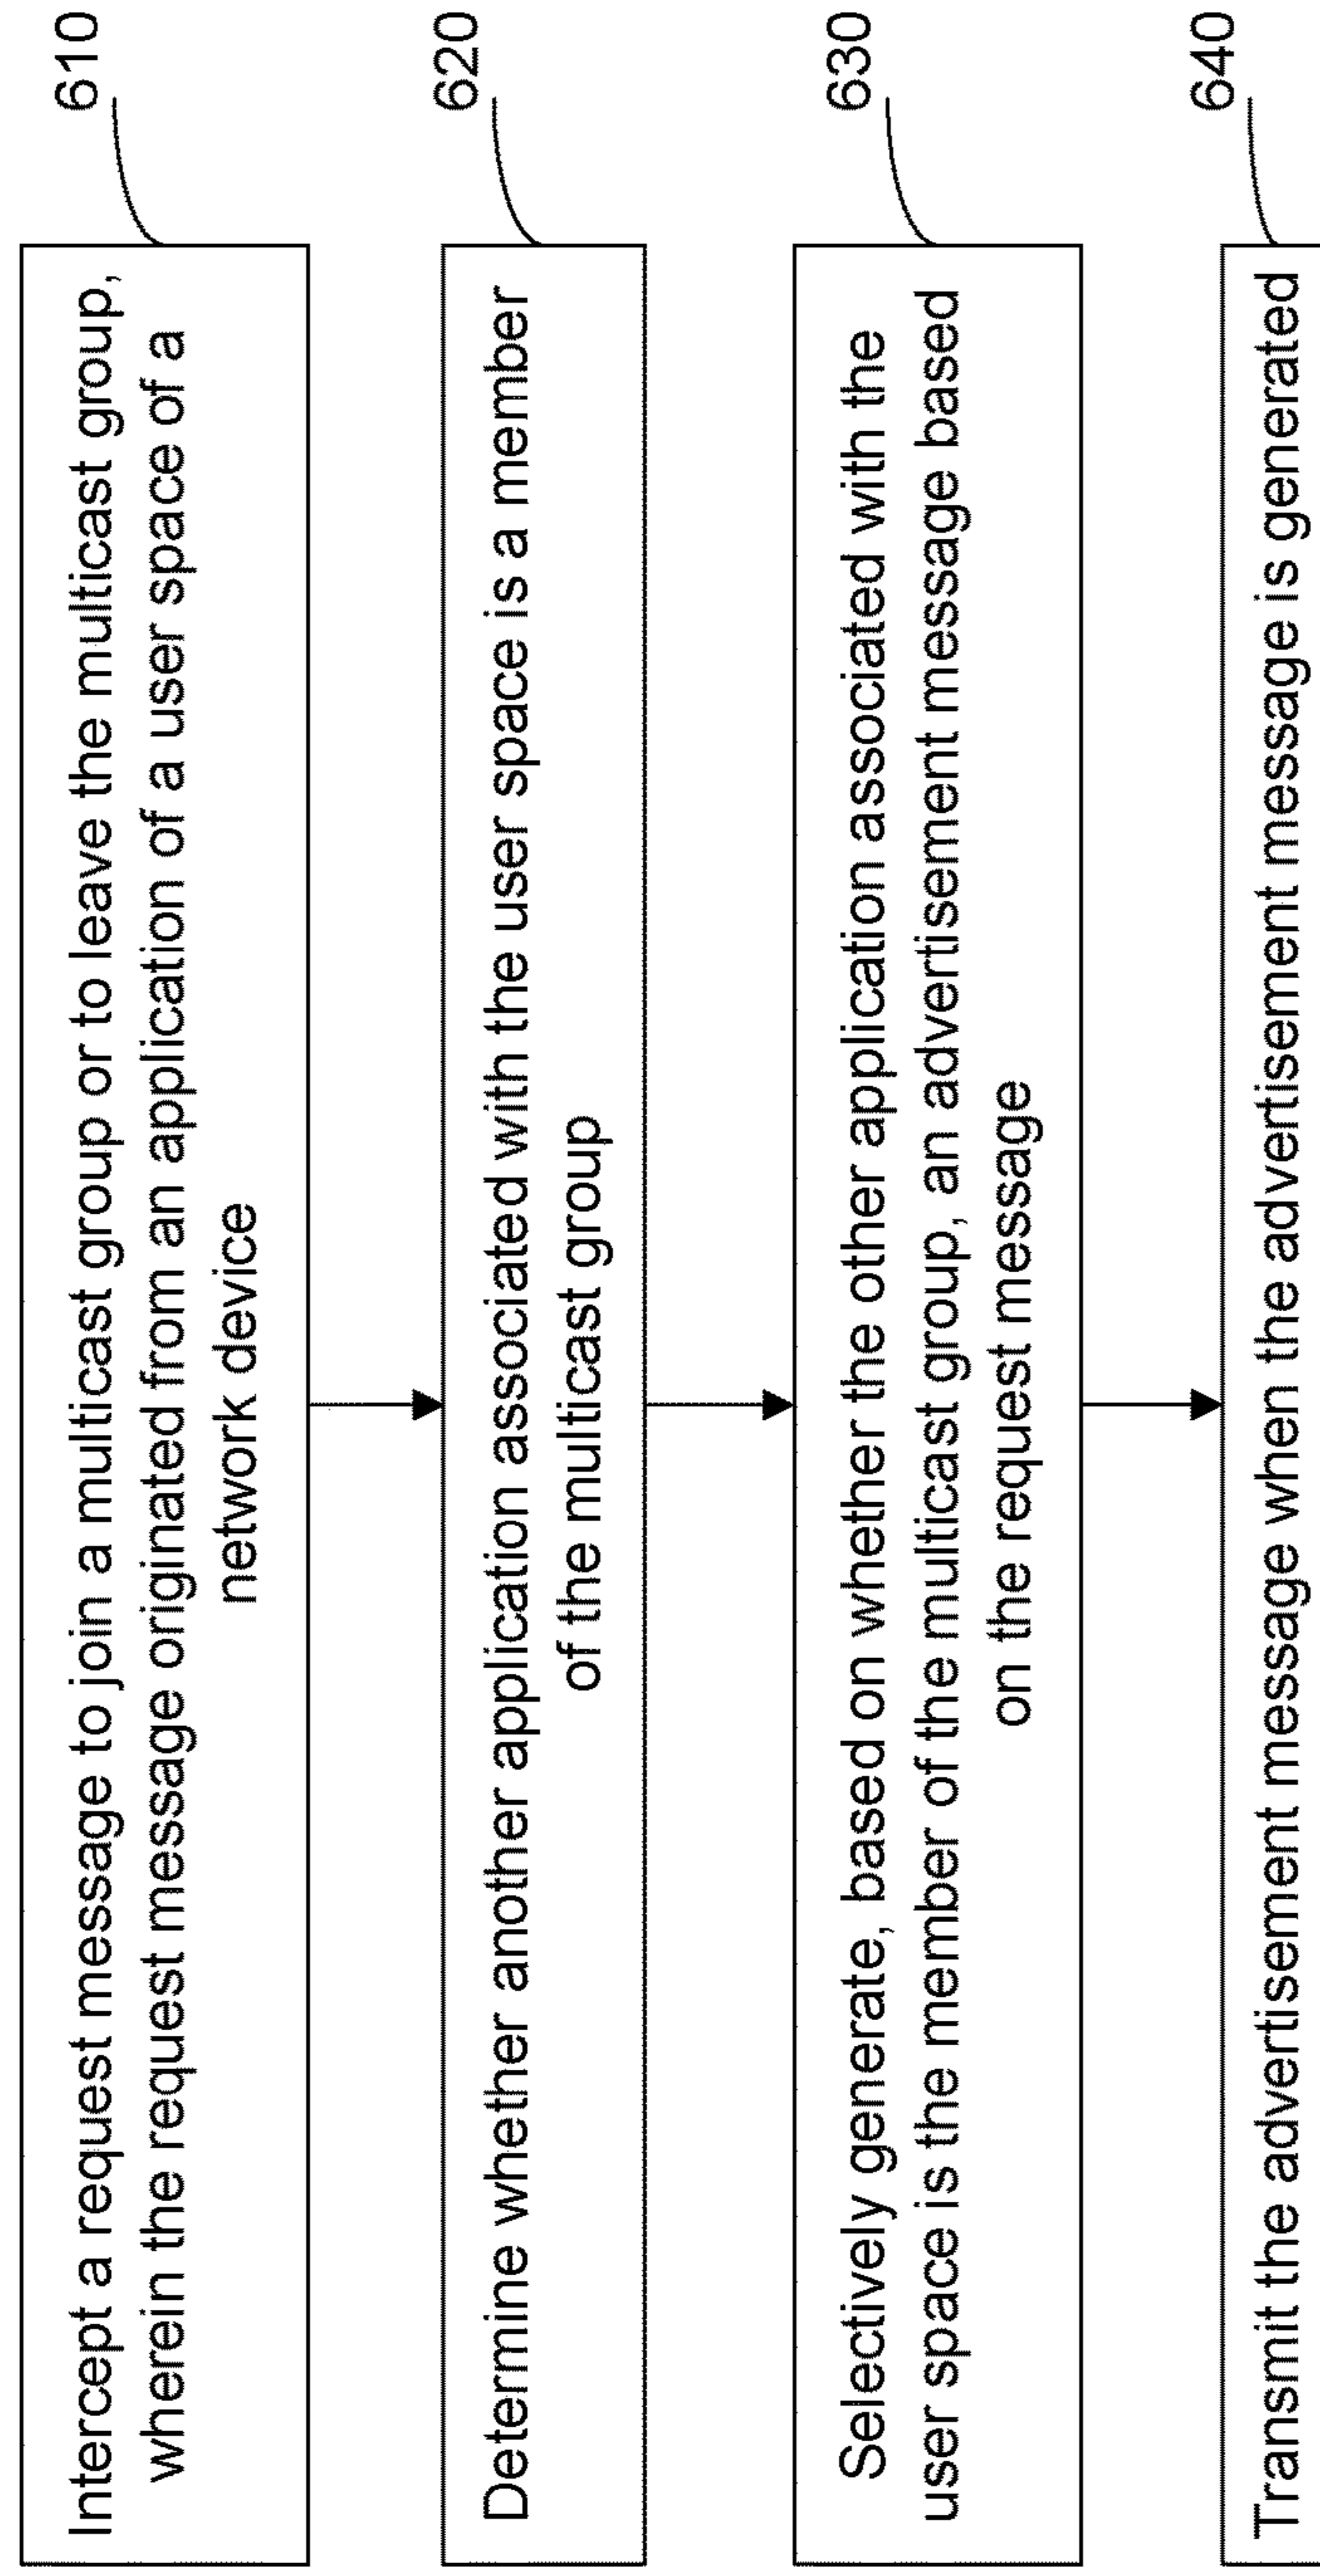 610
Intercept a request message to join a multicast group or to leave the multicast group,
wherein the request message originated from an application of a user space of a
network device
620
Determine whether another application associated with the user space is a member
of the multicast group
630
Selectively generate, based on whether the other application associated with the
user space is the member of the multicast group, an advertisement message based
on the request message
640
Transmit the advertisement message when the advertisement message is generated